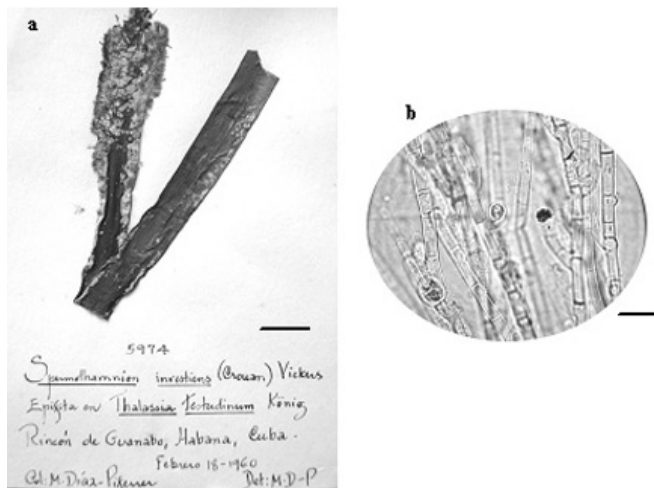 a
b
5974
Spermothamnion investiens (Crouan) Vickers
Epifita en Thalassia testudinum König
Rincón de Guanabo, Habana, Cuba.
Febrero 18-1960
Col: M. Díaz-Piferrer Det: M-D-P